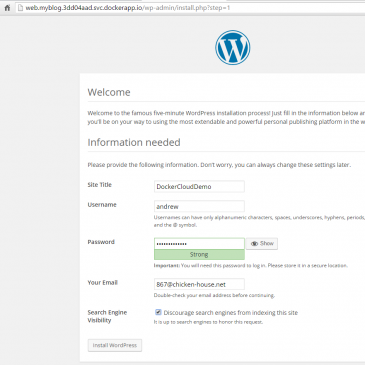 web.myblog.3dd04aad.svc.dockerapp.io/wp-admin/install.php?step=1
Welcome
Welcome to the famous five-minute WordPress installation process! Just fill in the information below an
you'll be on your way to using the most extendable and powerful personal publishing platform in the w
Information needed
Please provide the following information. Don't worry, you can always change these settings later.
Site Title DockerCloudDemo
Username andrew
Usernames can have only alphanumeric characters, spaces, underscores, hyphens, periods,
and the @ symbol.
Password ••••••••••••• Show
Strong
Important: You will need this password to log in. Please store it in a secure location.
Your Email 867@chicken-house.net
Double-check your email address before continuing.
Search Engine Discourage search engines from indexing this site
Visibility It is up to search engines to honor this request.
Install WordPress